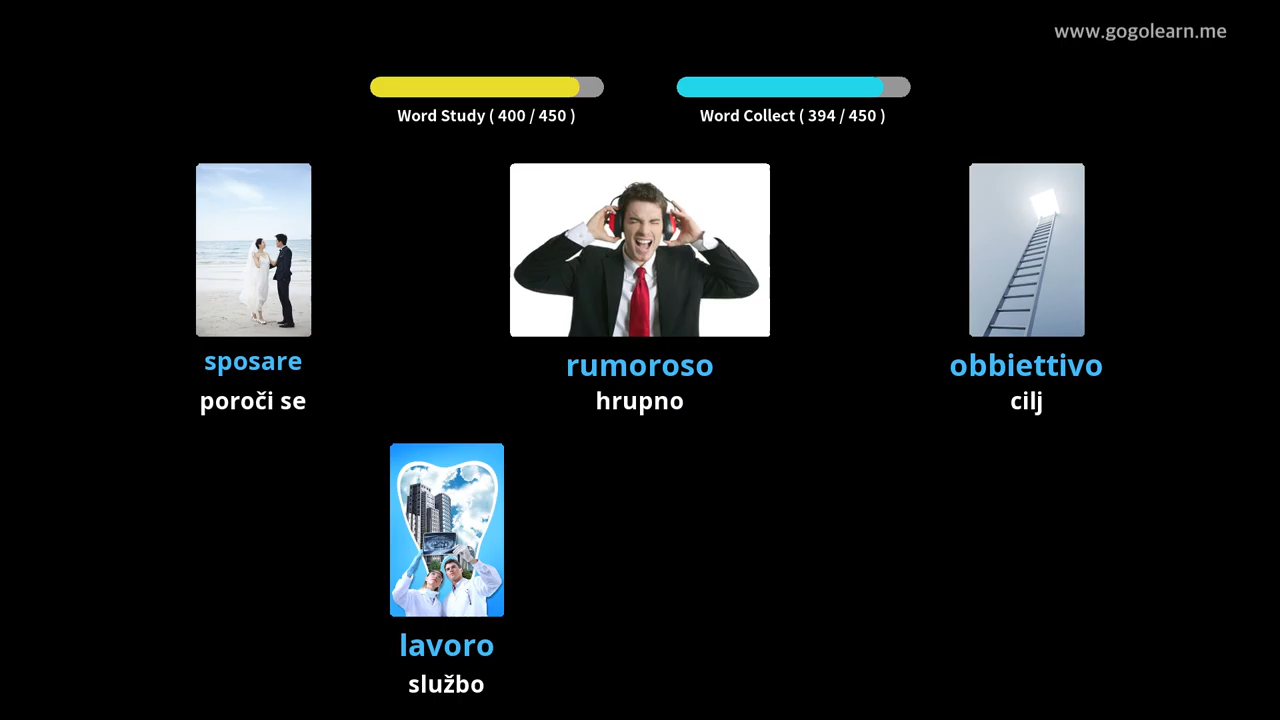 www.gogolearn.me
Word Study ( 400 / 450 )
Word Collect ( 394 / 450 )
sposare
rumoroso
obbiettivo
poroči se
hrupno
cilj
lavoro
službo